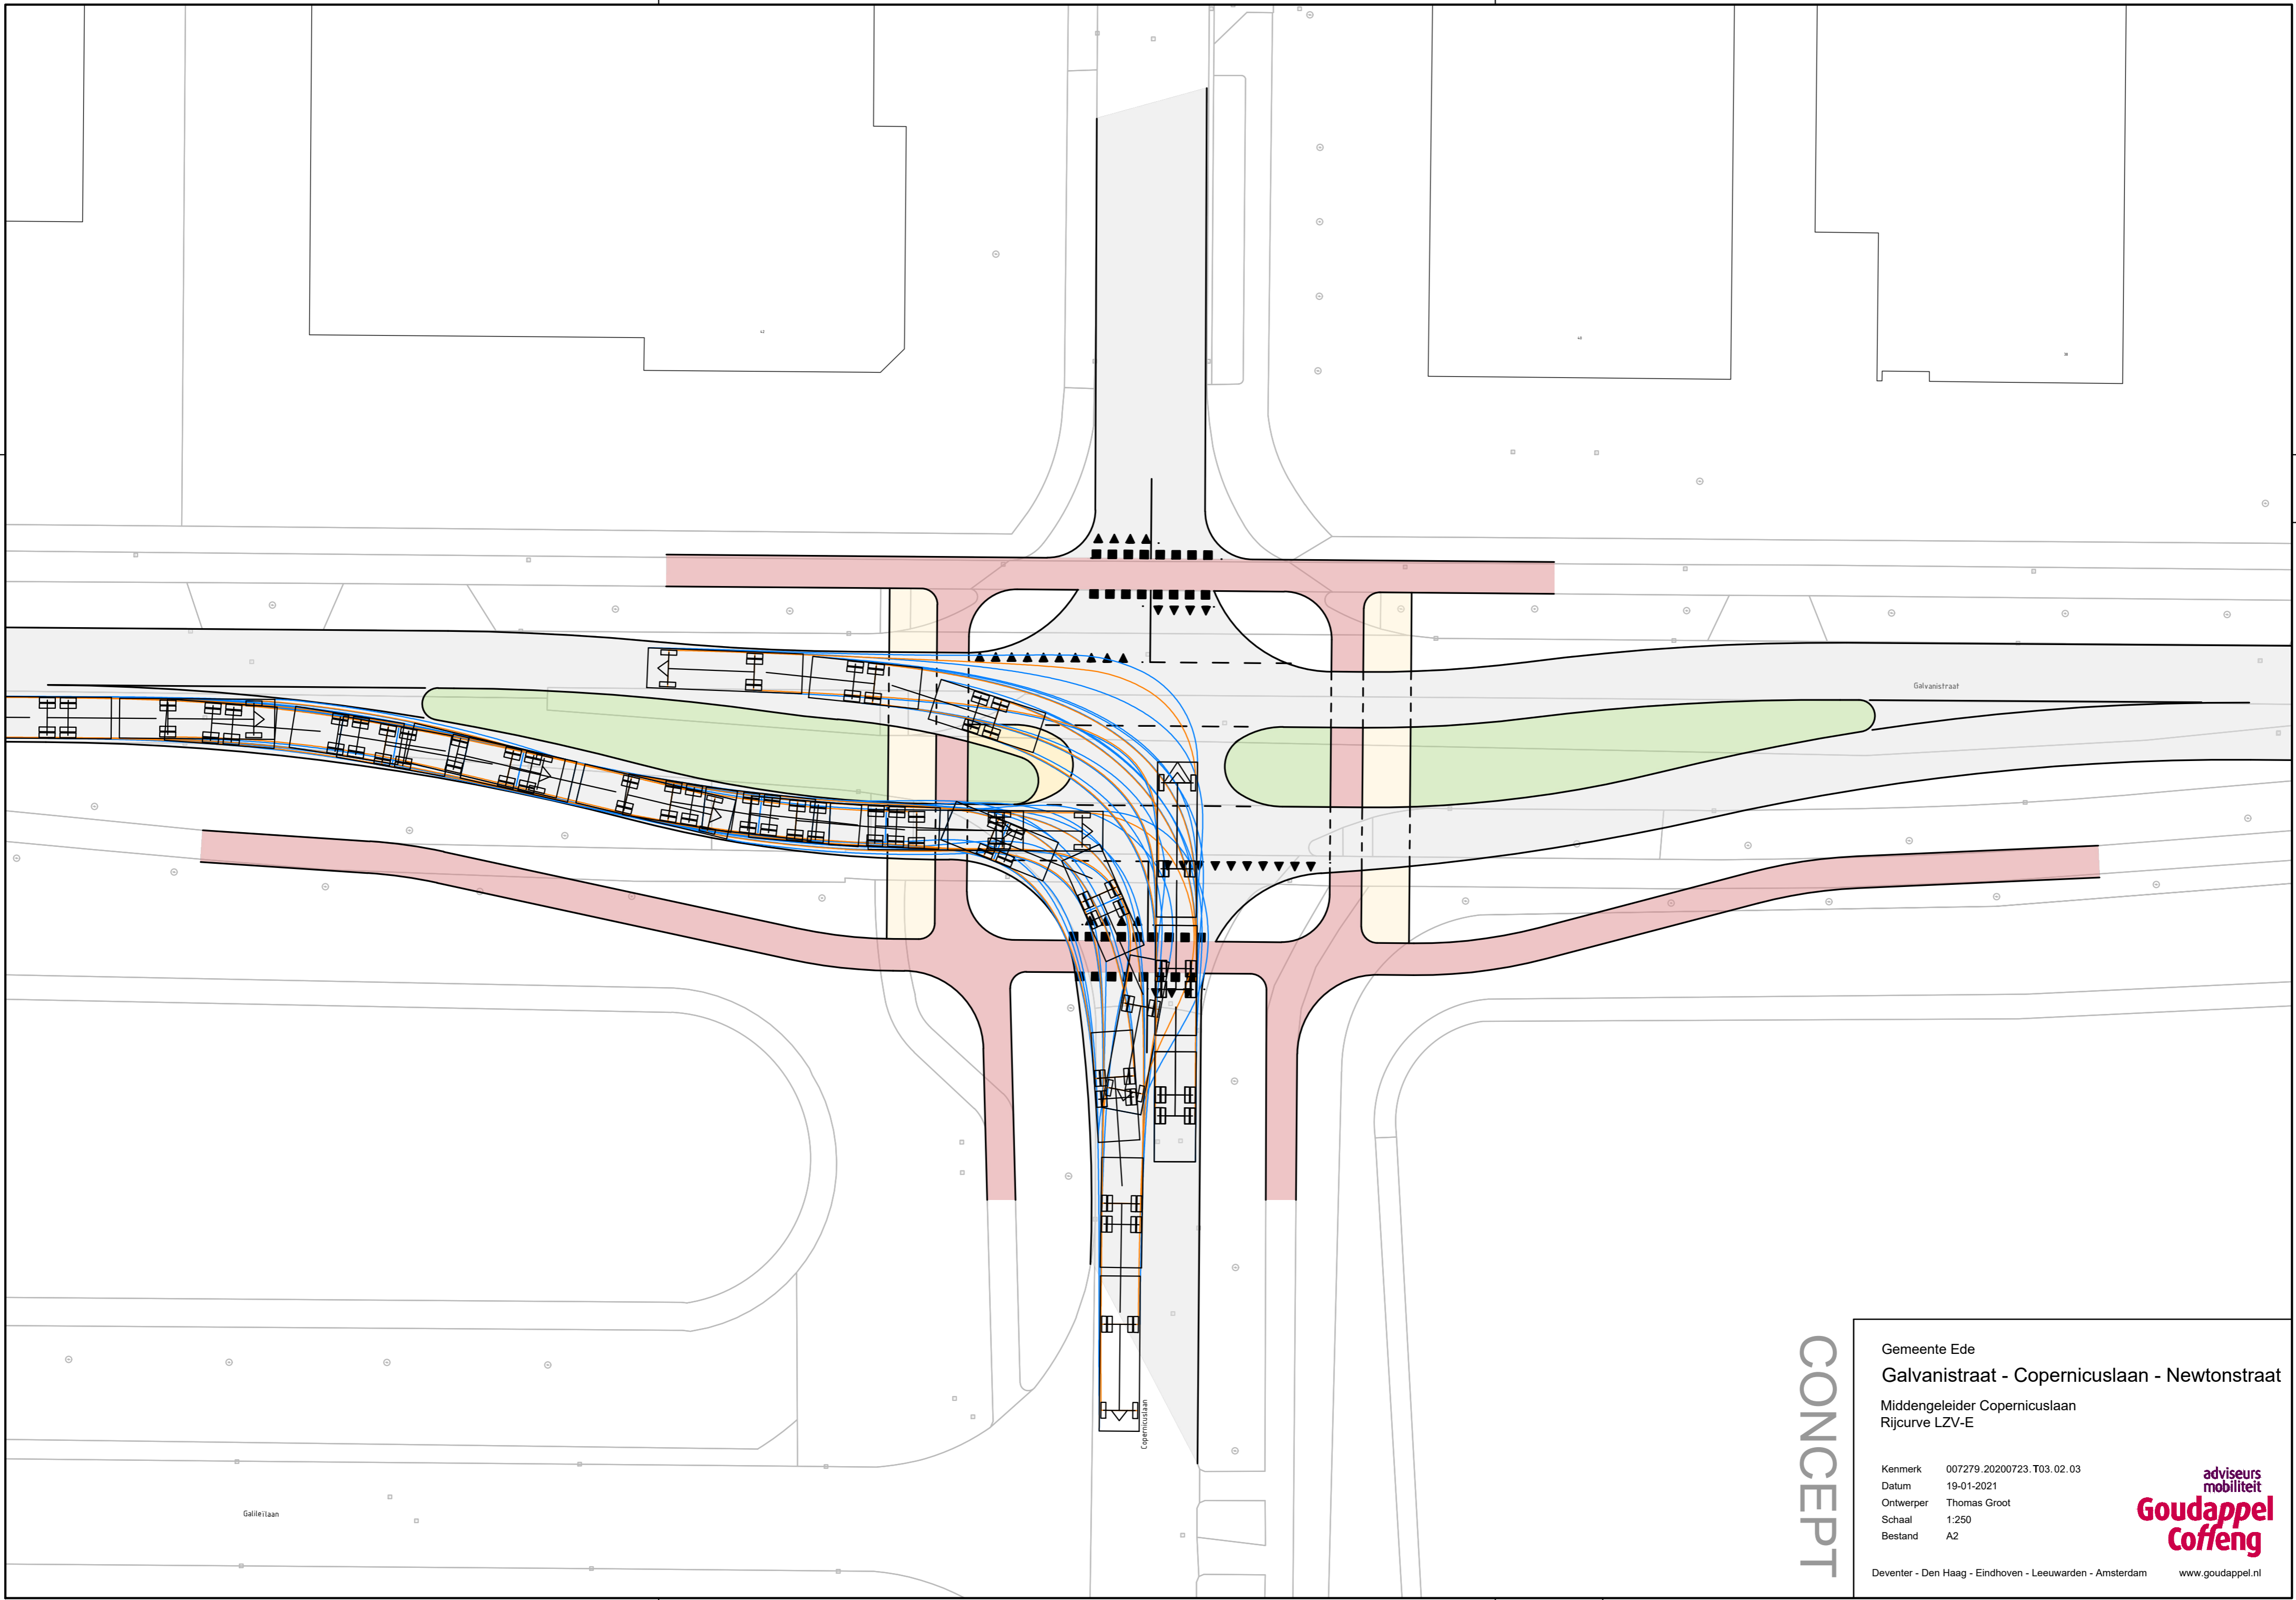 Galvanistraat
Copernicuslaan
Galileïlaan
CONCEPT
Gemeente Ede
Galvanistraat - Copernicuslaan - Newtonstraat
Middengeleider Copernicuslaan
Rijcurve LZV-E
Kenmerk 007279.20200723.T03.02.03
Datum 19-01-2021
Ontwerper Thomas Groot
Schaal 1:250
Bestand A2
adviseurs
mobiliteit
Goudappel
Coffeng
Deventer - Den Haag - Eindhoven - Leeuwarden - Amsterdam www.goudappel.nl